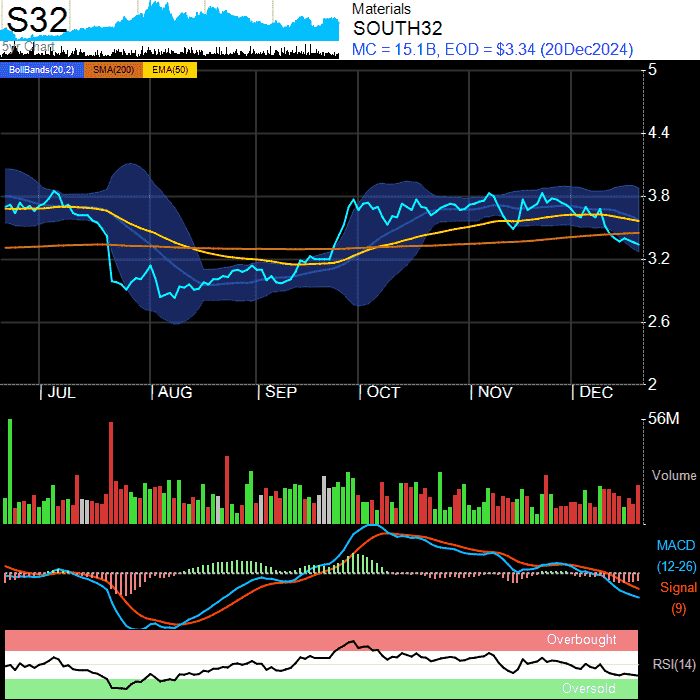 S32
5yr Chart
Materials
SOUTH32
MC = 15.1B, EOD = $3.34 (20Dec2024)
BollBands(20,2) SMA(200) EMA(50)
5
4.4
3.8
3.2
2.6
2
JUL AUG SEP OCT NOV DEC
56M
Volume
MACD
(12-26)
Signal
(9)
Overbought
RSI(14)
Oversold